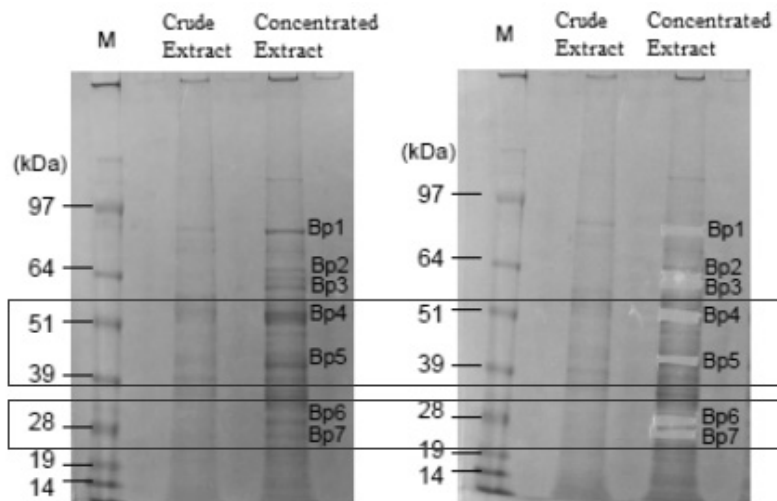 M Crude Extract Concentrated Extract
(kDa)
97
64
51
39
28
19
14
Bp1
Bp2
Bp3
Bp4
Bp5
Bp6
Bp7
M Crude Extract Concentrated Extract
(kDa)
97
64
51
39
28
19
14
Bp1
Bp2
Bp3
Bp4
Bp5
Bp6
Bp7